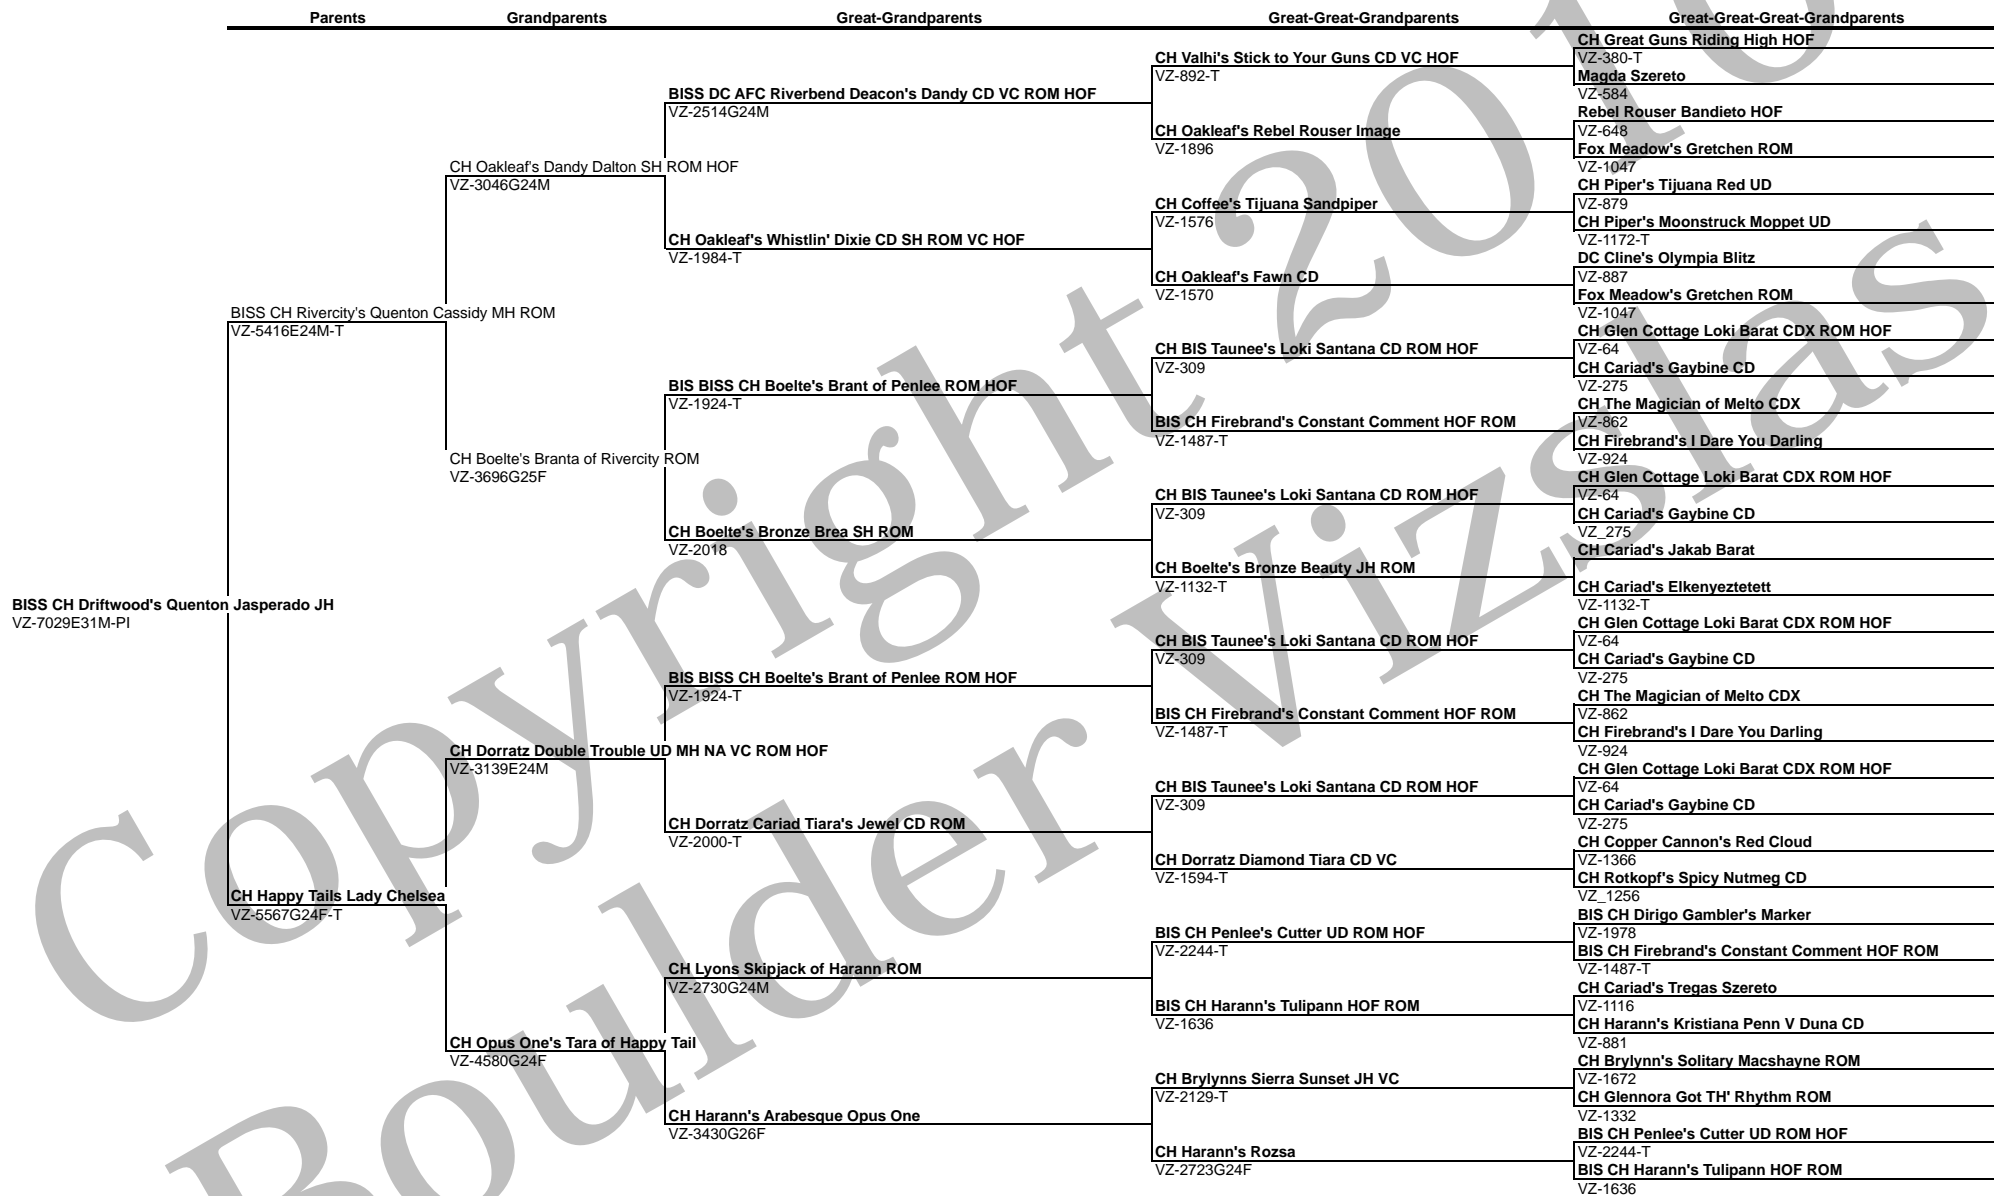 Parents
Grandparents
Great-Grandparents
Great-Great-Grandparents
Great-Great-Great-Grandparents
BISS CH Driftwood's Quenton Jasperado JH
VZ-7029E31M-PI
BISS CH Rivercity's Quenton Cassidy MH ROM
VZ-5416E24M-T
CH Happy Tails Lady Chelsea
VZ-5567G24F-T
CH Oakleaf's Dandy Dalton SH ROM HOF
VZ-3046G24M
CH Boelte's Branta of Rivercity ROM
VZ-3696G25F
CH Dorratz Double Trouble UD MH NA VC ROM HOF
VZ-3139E24M
CH Opus One's Tara of Happy Tail
VZ-4580G24F
BISS DC AFC Riverbend Deacon's Dandy CD VC ROM HOF
VZ-2514G24M
CH Oakleaf's Whistlin' Dixie CD SH ROM VC HOF
VZ-1984-T
BIS BISS CH Boelte's Brant of Penlee ROM HOF
VZ-1924-T
CH Boelte's Bronze Brea SH ROM
VZ-2018
BIS BISS CH Boelte's Brant of Penlee ROM HOF
VZ-1924-T
CH Dorratz Cariad Tiara's Jewel CD ROM
VZ-2000-T
CH Lyons Skipjack of Harann ROM
VZ-2730G24M
CH Harann's Arabesque Opus One
VZ-3430G26F
CH Valhi's Stick to Your Guns CD VC HOF
VZ-892-T
CH Oakleaf's Rebel Rouser Image
VZ-1896
CH Coffee's Tijuana Sandpiper
VZ-1576
CH Oakleaf's Fawn CD
VZ-1570
CH BIS Taunee's Loki Santana CD ROM HOF
VZ-309
BIS CH Firebrand's Constant Comment HOF ROM
VZ-1487-T
CH BIS Taunee's Loki Santana CD ROM HOF
VZ-309
CH Boelte's Bronze Beauty JH ROM
VZ-1132-T
CH BIS Taunee's Loki Santana CD ROM HOF
VZ-309
BIS CH Firebrand's Constant Comment HOF ROM
VZ-1487-T
CH BIS Taunee's Loki Santana CD ROM HOF
VZ-309
CH Dorratz Diamond Tiara CD VC
VZ-1594-T
BIS CH Penlee's Cutter UD ROM HOF
VZ-2244-T
BIS CH Harann's Tulipann HOF ROM
VZ-1636
CH Brylynns Sierra Sunset JH VC
VZ-2129-T
CH Harann's Rozsa
VZ-2723G24F
CH Great Guns Riding High HOF
VZ-380-T
Magda Szereto
VZ-584
Rebel Rouser Bandieto HOF
VZ-648
Fox Meadow's Gretchen ROM
VZ-1047
CH Piper's Tijuana Red UD
VZ-879
CH Piper's Moonstruck Moppet UD
VZ-1172-T
DC Cline's Olympia Blitz
VZ-887
Fox Meadow's Gretchen ROM
VZ-1047
CH Glen Cottage Loki Barat CDX ROM HOF
VZ-64
CH Cariad's Gaybine CD
VZ-275
CH The Magician of Melto CDX
VZ-862
CH Firebrand's I Dare You Darling
VZ-924
CH Glen Cottage Loki Barat CDX ROM HOF
VZ-64
CH Cariad's Gaybine CD
VZ_275
CH Cariad's Jakab Barat
CH Cariad's Elkenyeztetett
VZ-1132-T
CH Glen Cottage Loki Barat CDX ROM HOF
VZ-64
CH Cariad's Gaybine CD
VZ-275
CH The Magician of Melto CDX
VZ-862
CH Firebrand's I Dare You Darling
VZ-924
CH Glen Cottage Loki Barat CDX ROM HOF
VZ-64
CH Cariad's Gaybine CD
VZ-275
CH Copper Cannon's Red Cloud
VZ-1366
CH Rotkopf's Spicy Nutmeg CD
VZ_1256
BIS CH Dirigo Gambler's Marker
VZ-1978
BIS CH Firebrand's Constant Comment HOF ROM
VZ-1487-T
CH Cariad's Tregas Szereto
VZ-1116
CH Harann's Kristiana Penn V Duna CD
VZ-881
CH Brylynn's Solitary Macshayne ROM
VZ-1672
CH Glennora Got TH' Rhythm ROM
VZ-1332
BIS CH Penlee's Cutter UD ROM HOF
VZ-2244-T
BIS CH Harann's Tulipann HOF ROM
VZ-1636
Copyright 2010
Boulder Vizslas